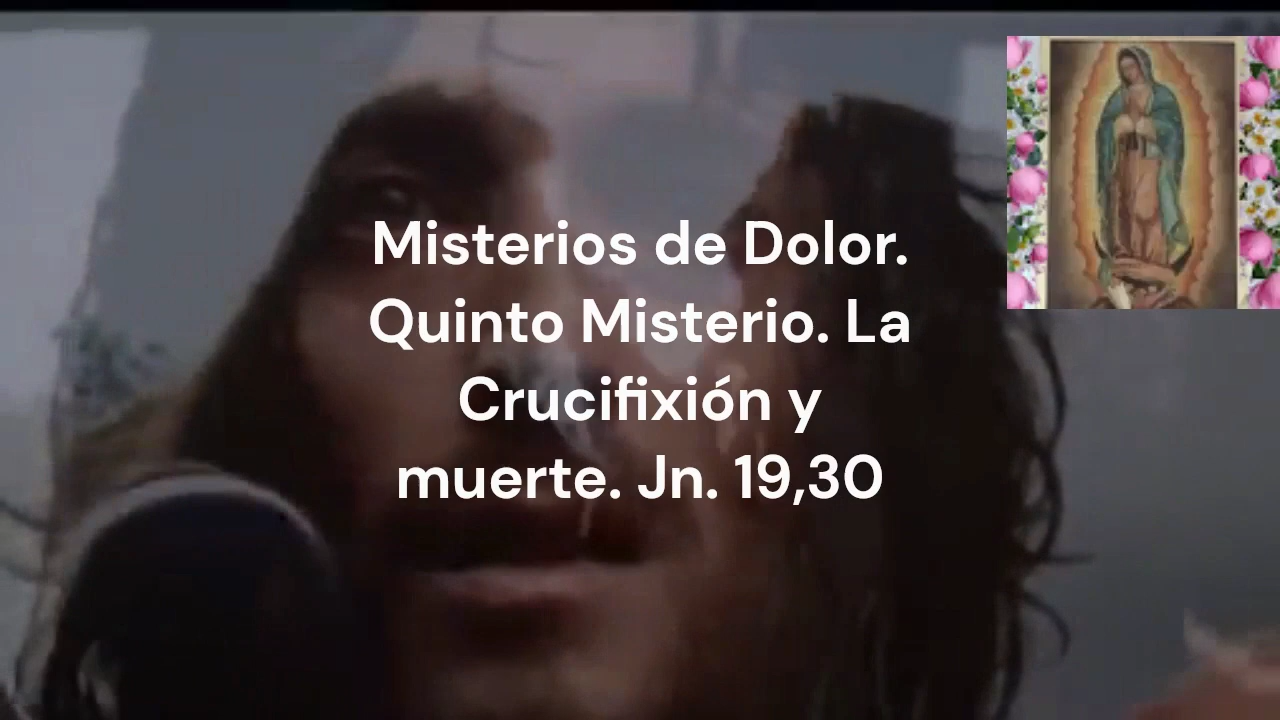 Misterios de Dolor.
Quinto Misterio. La
Crucifixión y
muerte. Jn. 19,30